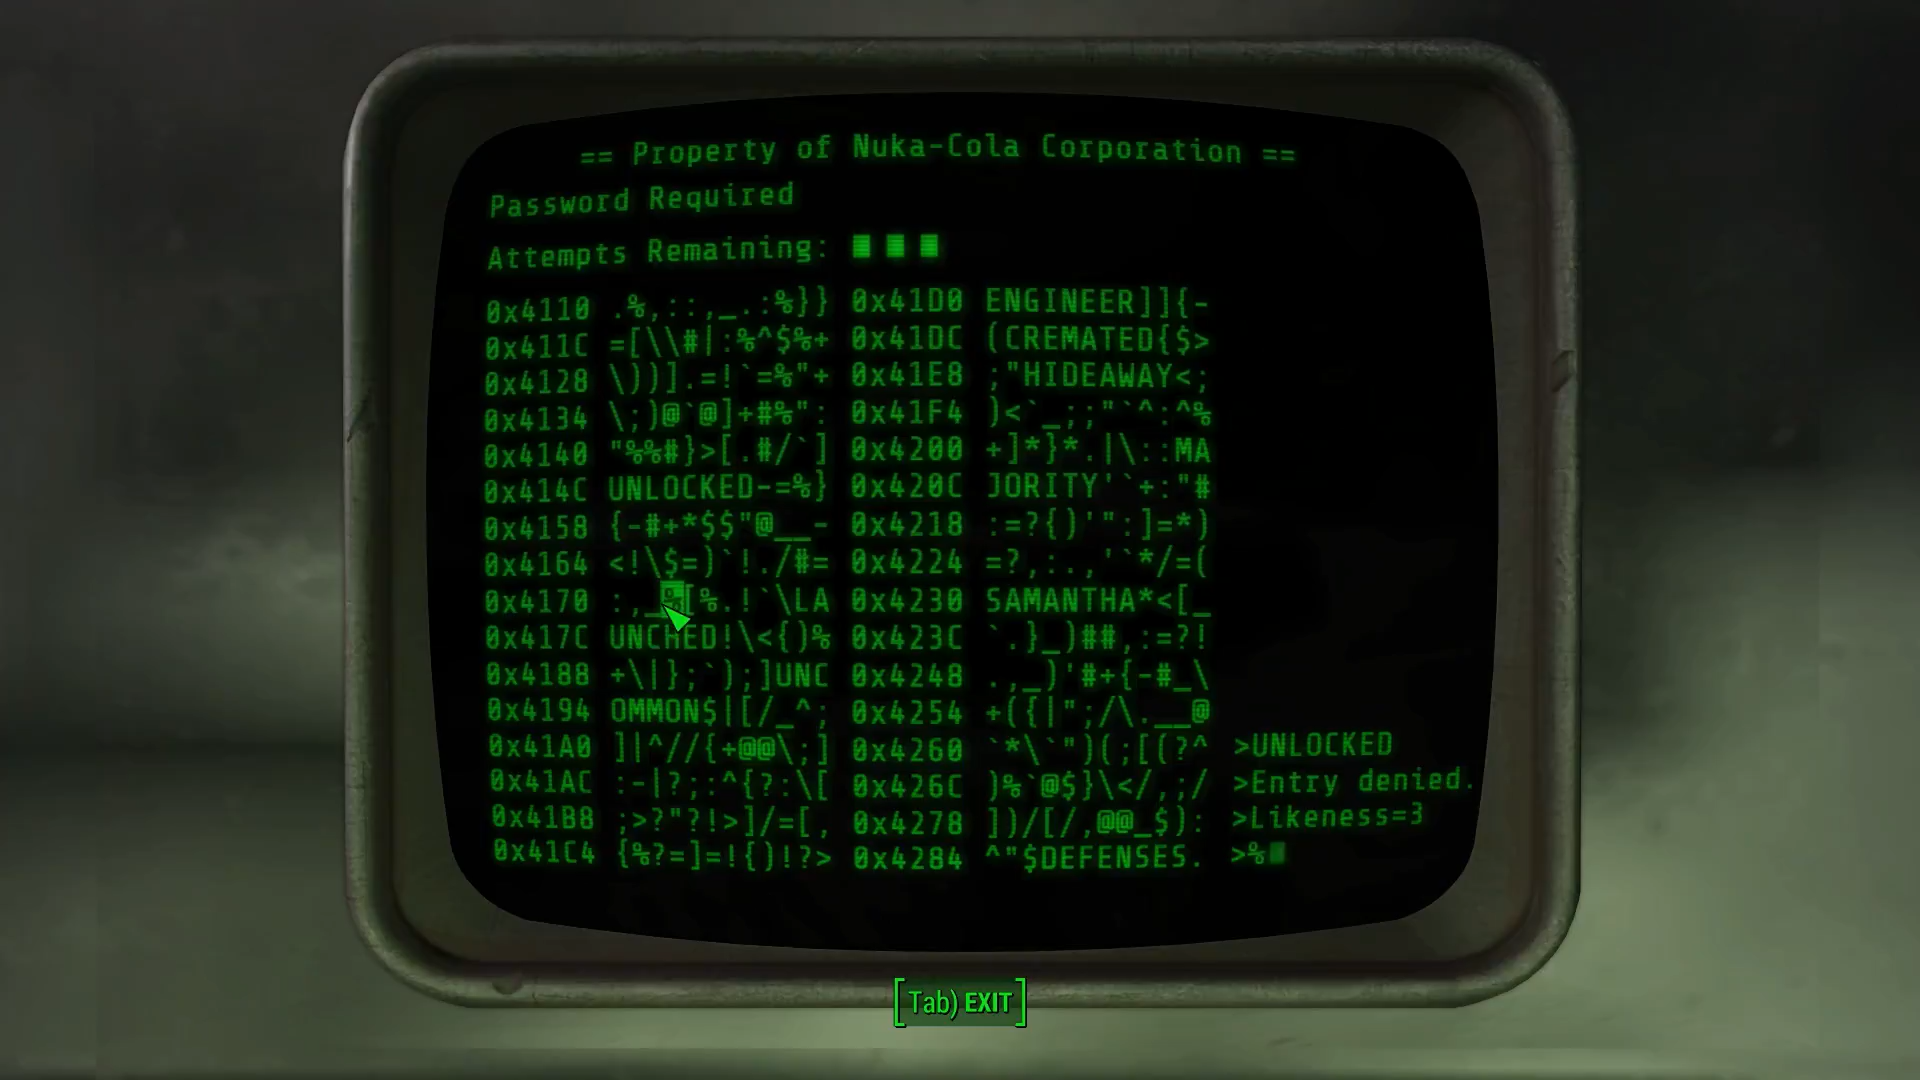 == Property of Nuka-Cola Corporation ==
Password Required
Attempts Remaining:
0x4110 .%,::,_.:%}} 0x41D0 ENGINEER]]{-
0x411C =[\\#|:%^$%+ 0x41DC (CREMATED{$>
0x4128 \))].=!`=%"+ 0x41E8 ;"HIDEAWAY<;
0x4134 \;)@`@]+#%": 0x41F4 )<`_;;"`^:^%
0x4140 "%%#}>[.#/`] 0x4200 +]*}*.|\::MA
0x414C UNLOCKED-=%} 0x420C JORITY'`+:"#
0x4158 {-#+*$$"@__- 0x4218 :=?{)'":]=*)
0x4164 <!\$=)`!./#= 0x4224 =?,:.,'`*/=(
0x4170 :,_%[%.!`\LA 0x4230 SAMANTHA*<[_
0x417C UNCHED!\<{)% 0x423C `.}_)##,:=?!
0x4188 +\|};`);]UNC 0x4248 .,_)'#+{-#_\
0x4194 OMMON$|[/_^; 0x4254 +({|";/\.__@
0x41A0 ]|^//{+@@\;] 0x4260 `*\`")(;[(?^ >UNLOCKED
0x41AC :-|?;:^{?:\[ 0x426C )%`@$}\</,;/ >Entry denied.
0x41B8 ;>?"?!>]/=[, 0x4278 ])/[/,@@_$): >Likeness=3
0x41C4 {%?=]=!{)!?> 0x4284 ^"$DEFENSES. >%
[Tab) EXIT]